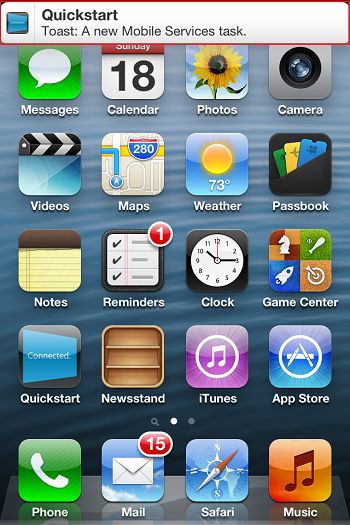 Quickstart
Toast: A new Mobile Services task.
Sunday
18
Messages
Calendar
Photos
Camera
280
73°
Videos
Maps
Weather
Passbook
1
Notes
Reminders
Clock
Game Center
Connected.
Quickstart
Newsstand
iTunes
App Store
15
Phone
Mail
Safari
Music